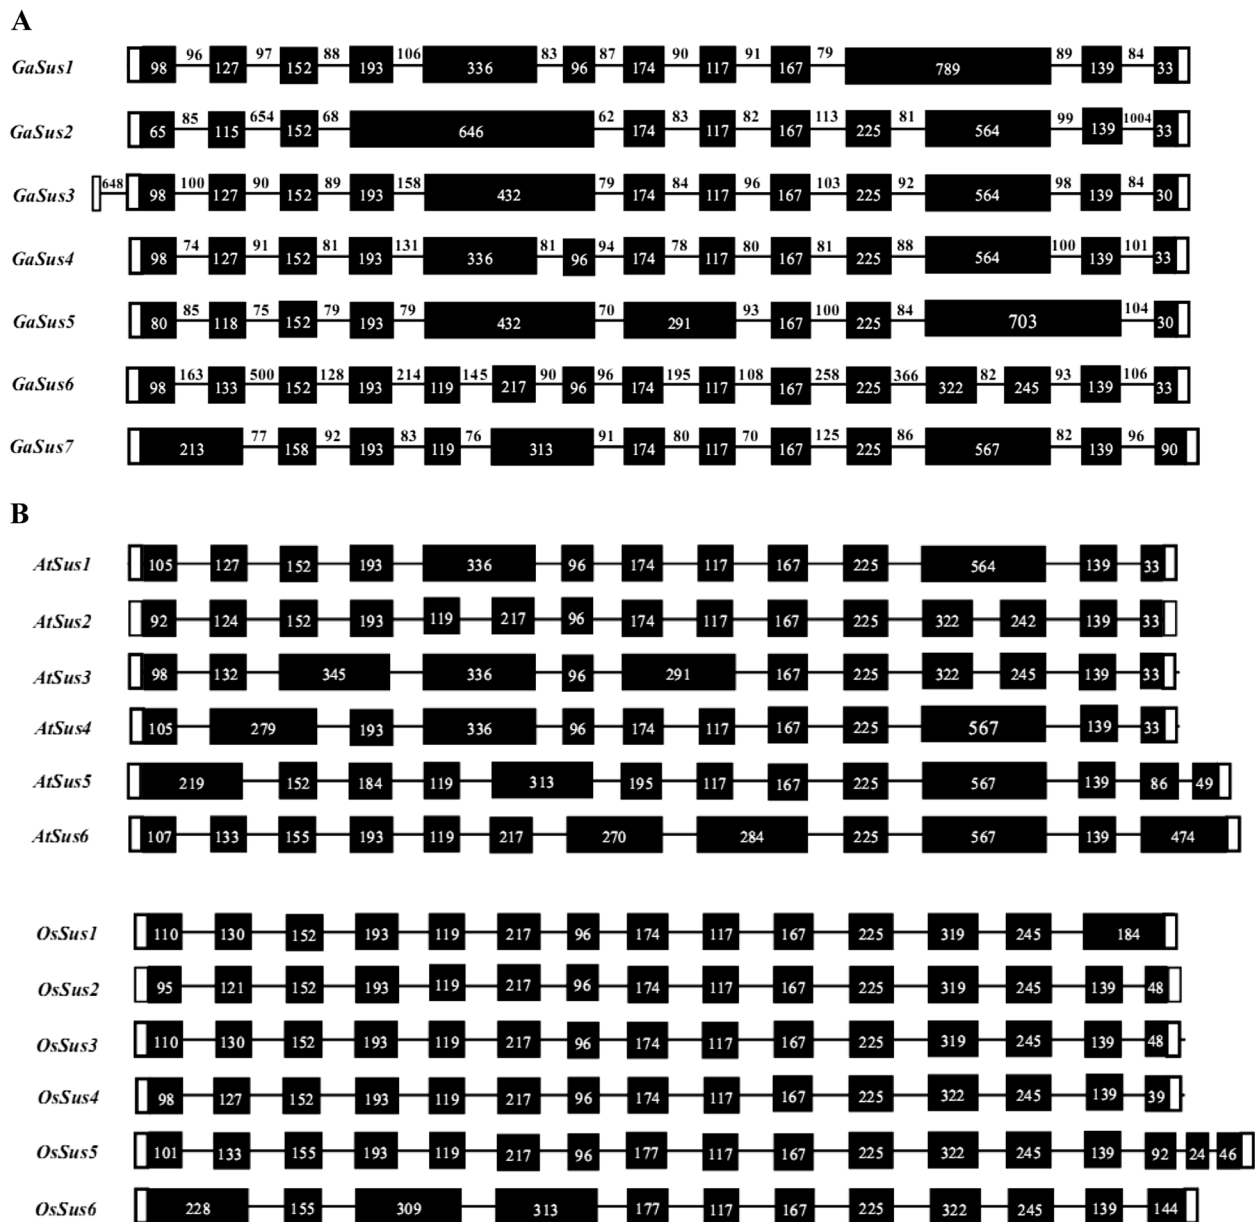 A
96 97 88 106 83 87 90 91 79 89 84
GaSus1 98 127 152 193 336 96 174 117 167 789 139 33
85 654 68 62 83 82 113 81 99 1004
GaSus2 65 115 152 646 174 117 167 225 564 139 33
648 100 90 89 158 79 84 96 103 92 98 84
GaSus3 98 127 152 193 432 174 117 167 225 564 139 30
74 91 81 131 81 94 78 80 81 88 100 101
GaSus4 98 127 152 193 336 96 174 117 167 225 564 139 33
85 75 79 79 70 93 100 84 104
GaSus5 80 118 152 193 432 291 167 225 703 30
163 500 128 214 145 90 96 195 108 258 366 82 93 106
GaSus6 98 133 152 193 119 217 96 174 117 167 225 322 245 139 33
77 92 83 76 91 80 70 125 86 82 96
GaSus7 213 158 193 119 313 174 117 167 225 567 139 90
B
AtSus1 105 127 152 193 336 96 174 117 167 225 564 139 33
AtSus2 92 124 152 193 119 217 96 174 117 167 225 322 242 139 33
AtSus3 98 132 345 336 96 291 167 225 322 245 139 33
AtSus4 105 279 193 336 96 174 117 167 225 567 139 33
AtSus5 219 152 184 119 313 195 117 167 225 567 139 86 49
AtSus6 107 133 155 193 119 217 270 284 225 567 139 474
OsSus1 110 130 152 193 119 217 96 174 117 167 225 319 245 184
OsSus2 95 121 152 193 119 217 96 174 117 167 225 319 245 139 48
OsSus3 110 130 152 193 119 217 96 174 117 167 225 319 245 139 48
OsSus4 98 127 152 193 119 217 96 174 117 167 225 322 245 139 39
OsSus5 101 133 155 193 119 217 96 177 117 167 225 322 245 139 92 24 46
OsSus6 228 155 309 313 177 117 167 225 322 245 139 144